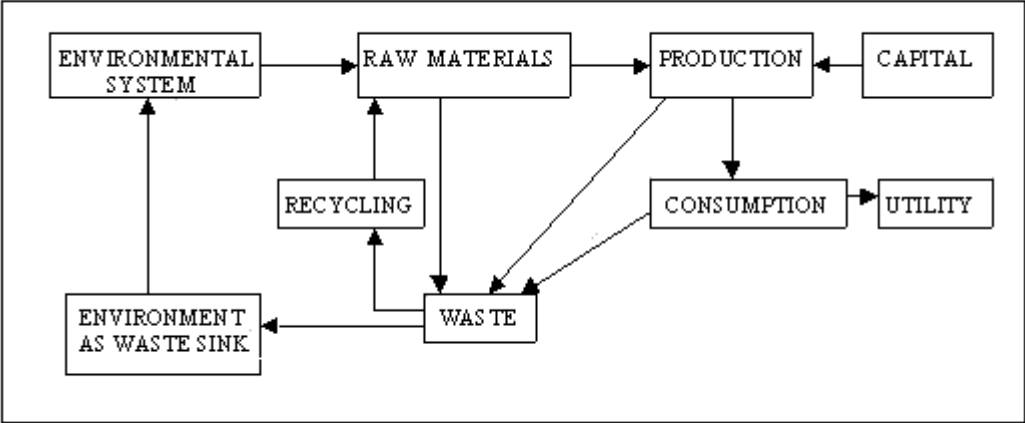 ENVIRONMENTAL
SYSTEM
RAW MATERIALS
PRODUCTION
CAPITAL
RECYCLING
CONSUMPTION
UTILITY
ENVIRONMENT
AS WASTE SINK
WASTE